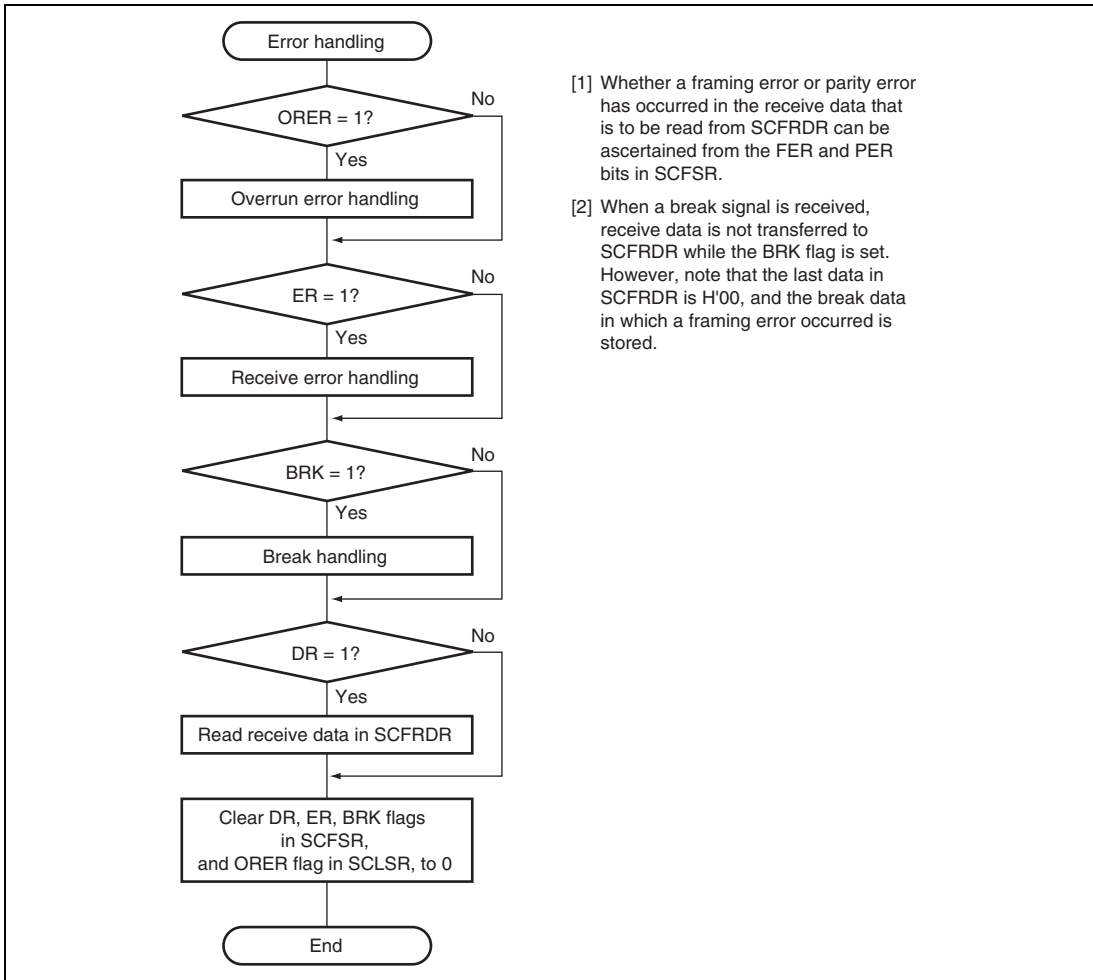 Error handling
ORER = 1?
No
Yes
Overrun error handling
ER = 1?
No
Yes
Receive error handling
BRK = 1?
No
Yes
Break handling
DR = 1?
No
Yes
Read receive data in SCFRDR
Clear DR, ER, BRK flags
in SCFSR,
and ORER flag in SCLSR, to 0
End
[1] Whether a framing error or parity error
has occurred in the receive data that
is to be read from SCFRDR can be
ascertained from the FER and PER
bits in SCFSR.
[2] When a break signal is received,
receive data is not transferred to
SCFRDR while the BRK flag is set.
However, note that the last data in
SCFRDR is H'00, and the break data
in which a framing error occurred is
stored.